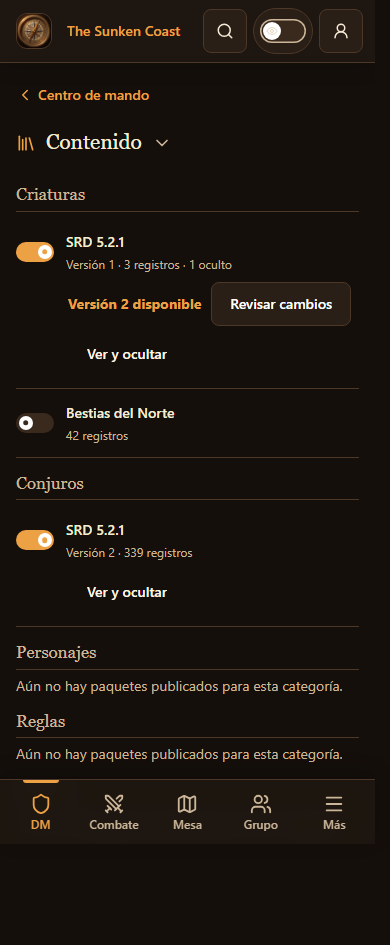 The Sunken Coast
Centro de mando
Contenido
Criaturas
SRD 5.2.1
Versión 1 · 3 registros · 1 oculto
Versión 2 disponible
Revisar cambios
Ver y ocultar
Bestias del Norte
42 registros
Conjuros
SRD 5.2.1
Versión 2 · 339 registros
Ver y ocultar
Personajes
Aún no hay paquetes publicados para esta categoría.
Reglas
Aún no hay paquetes publicados para esta categoría.
DM
Combate
Mesa
Grupo
Más